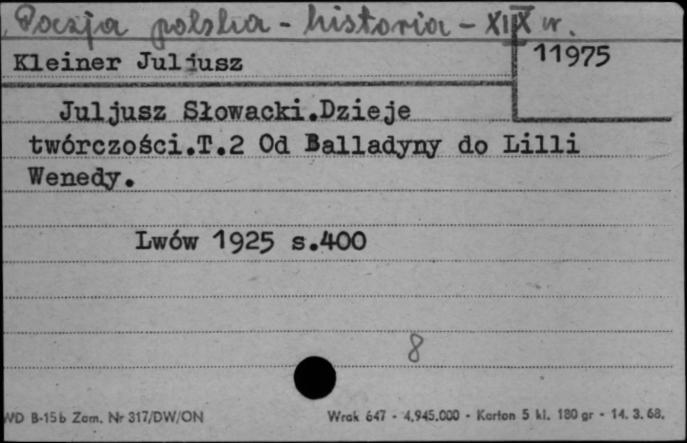 Poezja polska - historia - XIX w.
Kleiner Juljusz
11975
Juljusz Słowacki.Dzieje
twórczości.T.2 Od Balladyny do Lilli
Wenedy.
Lwów 1925 s.400
8
WD B-15b Zam. Nr 317/DW/ON
Wrak 647 - 4.945.000 - Karton 5 kl. 180 gr - 14. 3. 68.